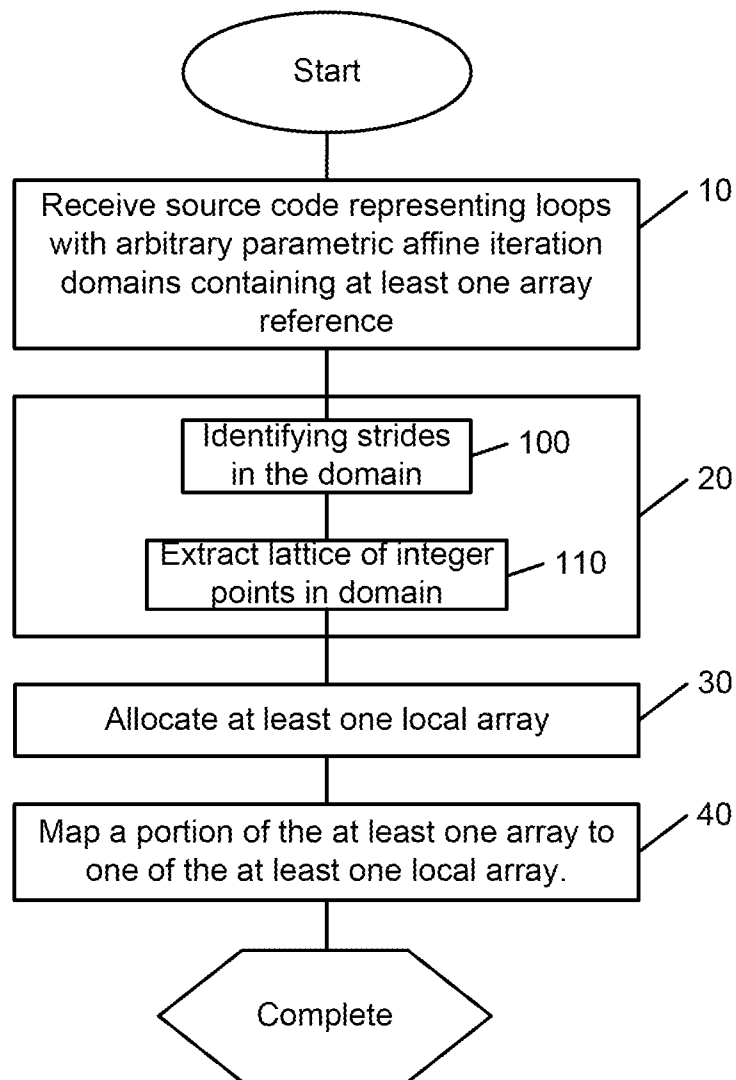 Start
Receive source code representing loops
with arbitrary parametric affine iteration
domains containing at least one array
reference
10
Identifying strides
in the domain
100
20
Extract lattice of integer
points in domain
110
Allocate at least one local array
30
Map a portion of the at least one array to
one of the at least one local array.
40
Complete